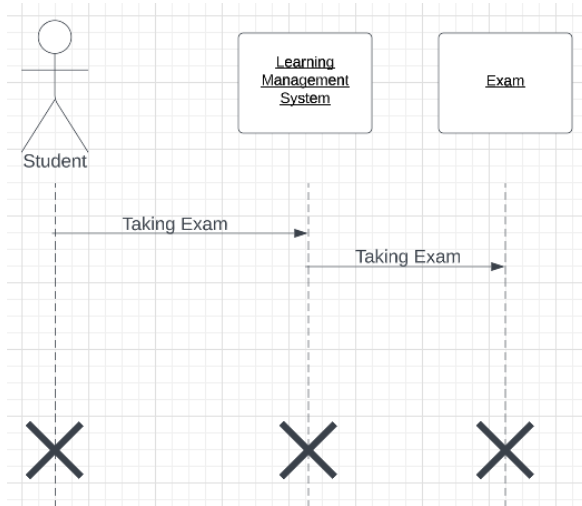 Learning
Management
System
Exam
Student
Taking Exam
Taking Exam